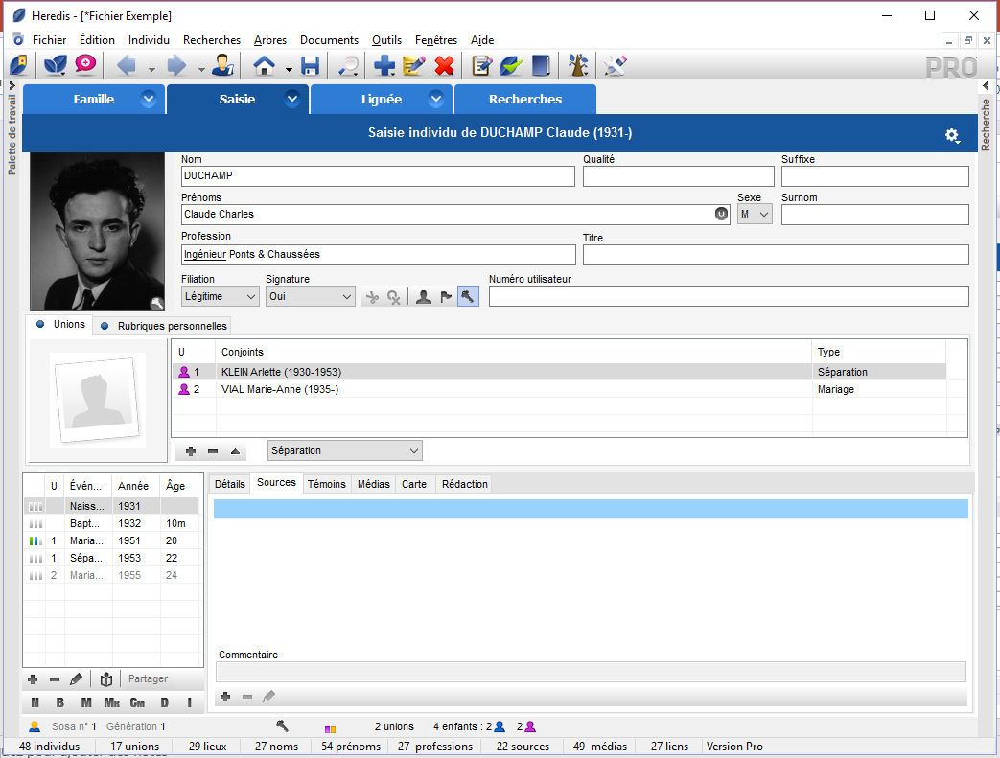 Heredis - [*Fichier Exemple]
Fichier Édition Individu Recherches Arbres Documents Outils Fenêtres Aide
PRO
Famille Saisie Lignée Recherches
Palette de travail
Recherche
Saisie individu de DUCHAMP Claude (1931-)
Nom Qualité Suffixe
DUCHAMP
Prénoms Sexe Surnom
Claude Charles U M
Profession Titre
Ingénieur Ponts & Chaussées
Filiation Signature Numéro utilisateur
Légitime Oui
Unions Rubriques personnelles
U Conjoints Type
1 KLEIN Arlette (1930-1953) Séparation
2 VIAL Marie-Anne (1935-) Mariage
Séparation
U Évén... Année Âge
Naiss... 1931
Bapt... 1932 10m
1 Maria... 1951 20
1 Sépa... 1953 22
2 Maria... 1955 24
Partager
N B M MR CM D I
Détails Sources Témoins Médias Carte Rédaction
Commentaire
Sosa n° 1 Génération 1 2 unions 4 enfants : 2 2
48 individus 17 unions 29 lieux 27 noms 54 prénoms 27 professions 22 sources 49 médias 27 liens Version Pro